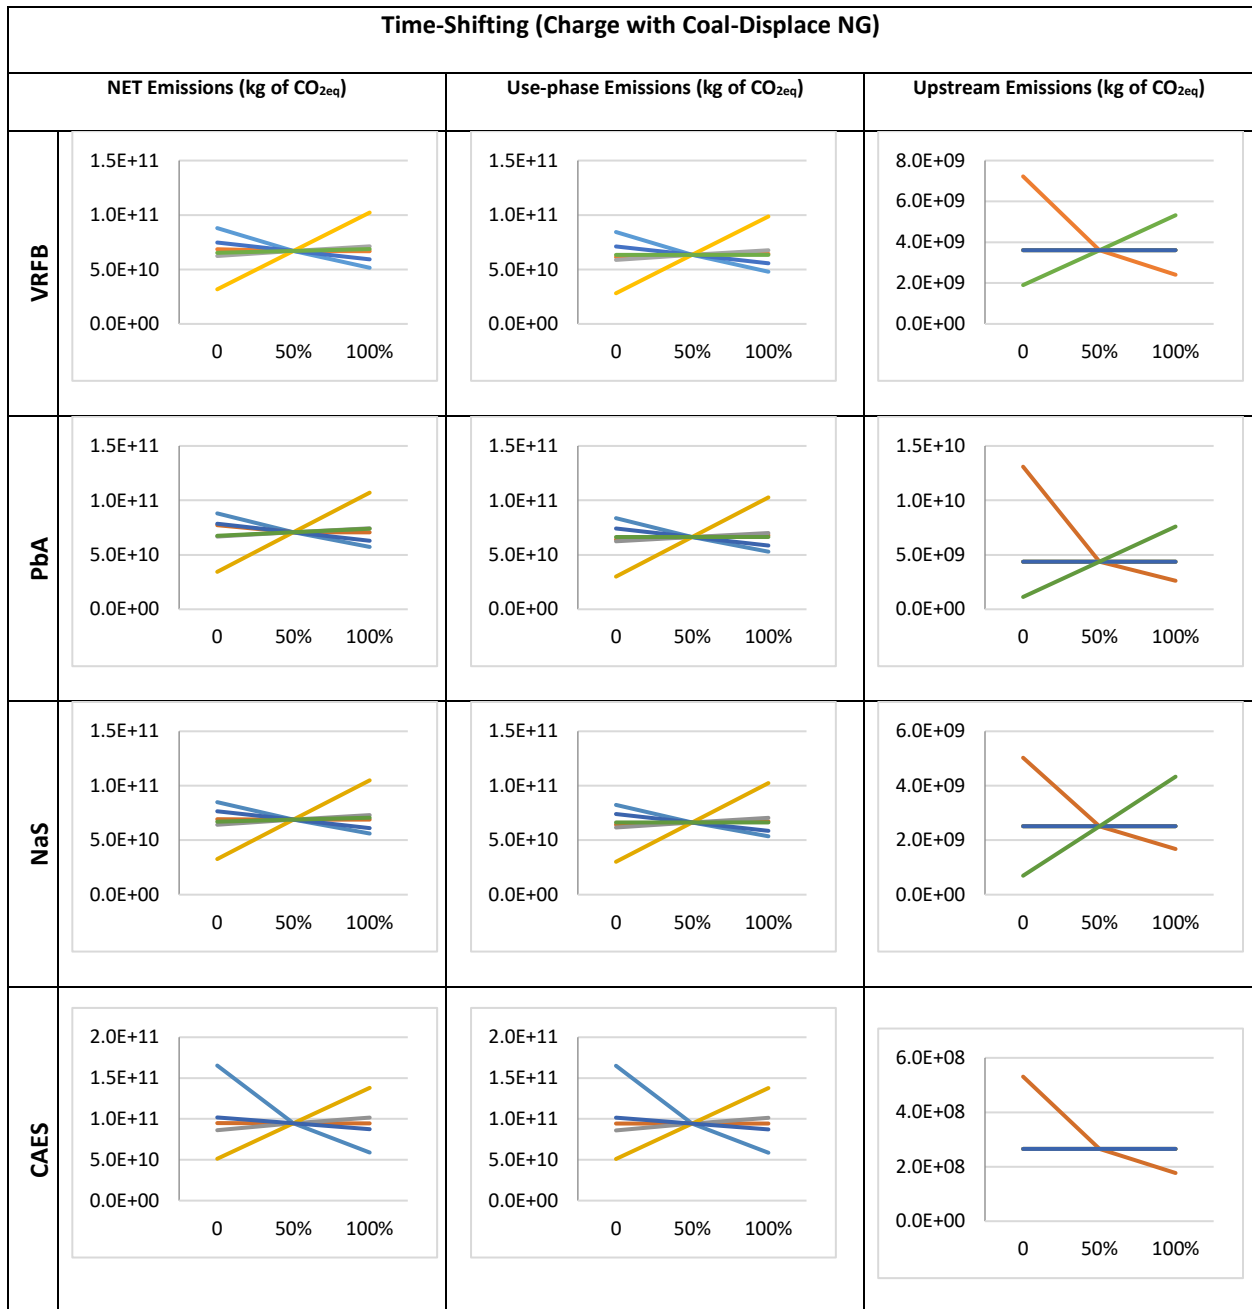 Time-Shifting (Charge with Coal-Displace NG)
NET Emissions (kg of CO2eq)
Use-phase Emissions (kg of CO2eq)
Upstream Emissions (kg of CO2eq)
VRFB
1.5E+11
1.0E+11
5.0E+10
0.0E+00
0 50% 100%
1.5E+11
1.0E+11
5.0E+10
0.0E+00
0 50% 100%
8.0E+09
6.0E+09
4.0E+09
2.0E+09
0.0E+00
0 50% 100%
PbA
1.5E+11
1.0E+11
5.0E+10
0.0E+00
0 50% 100%
1.5E+11
1.0E+11
5.0E+10
0.0E+00
0 50% 100%
1.5E+10
1.0E+10
5.0E+09
0.0E+00
0 50% 100%
NaS
1.5E+11
1.0E+11
5.0E+10
0.0E+00
0 50% 100%
1.5E+11
1.0E+11
5.0E+10
0.0E+00
0 50% 100%
6.0E+09
4.0E+09
2.0E+09
0.0E+00
0 50% 100%
CAES
2.0E+11
1.5E+11
1.0E+11
5.0E+10
0.0E+00
0 50% 100%
2.0E+11
1.5E+11
1.0E+11
5.0E+10
0.0E+00
0 50% 100%
6.0E+08
4.0E+08
2.0E+08
0.0E+00
0 50% 100%